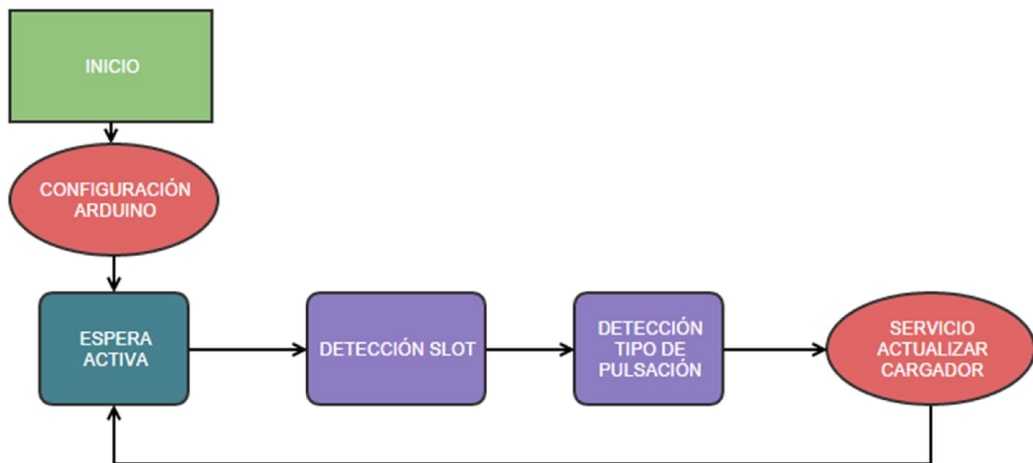 INICIO
CONFIGURACIÓN
ARDUINO
ESPERA
ACTIVA
DETECCIÓN SLOT
DETECCIÓN
TIPO DE
PULSACIÓN
SERVICIO
ACTUALIZAR
CARGADOR